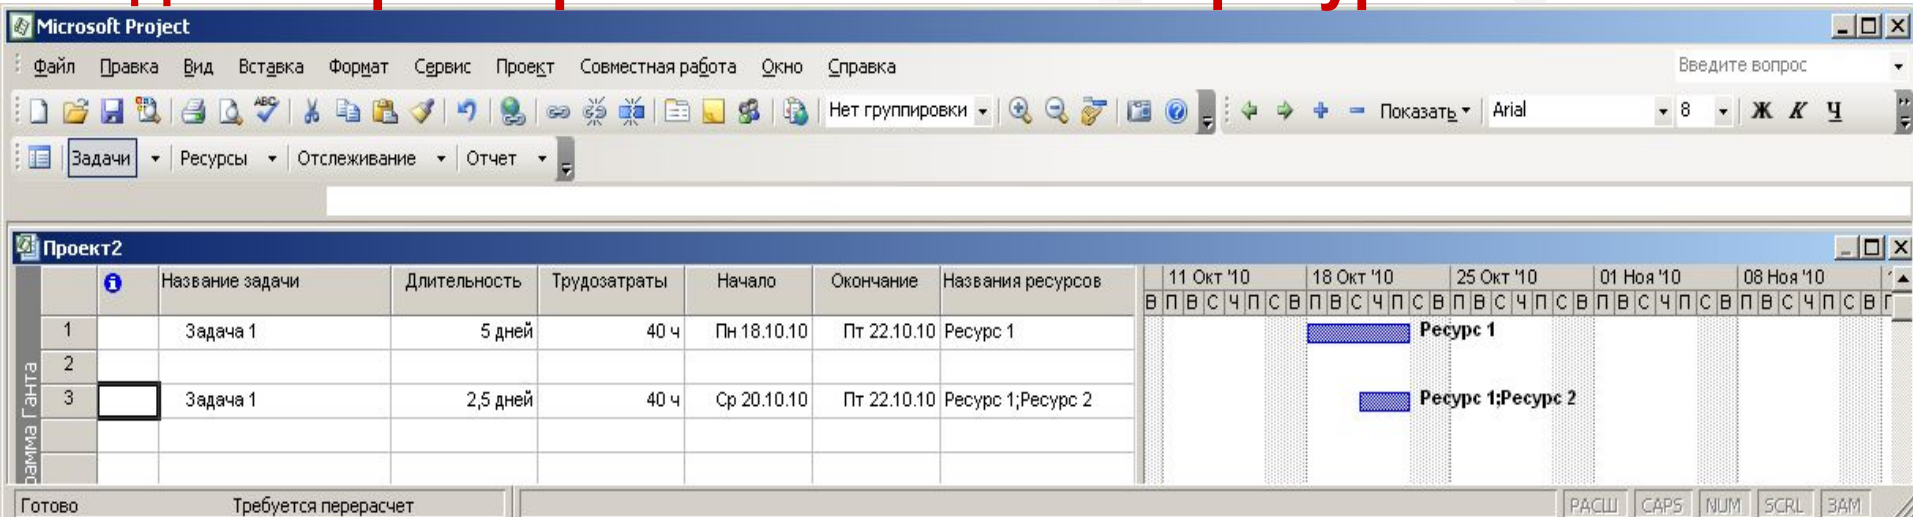 Microsoft Project
Файл Правка Вид Вставка Формат Сервис Проект Совместная работа Окно Справка Введите вопрос
ABC Нет группировки Показать Arial 8 Ж К Ч
Задачи Ресурсы Отслеживание Отчет
Проект2
Название задачи Длительность Трудозатраты Начало Окончание Названия ресурсов 11 Окт '10 18 Окт '10 25 Окт '10 01 Ноя '10 08 Ноя '10
В П В С Ч П С В П В С Ч П С В П В С Ч П С В П В С Ч П С В П В С Ч П С В П
1 Задача 1 5 дней 40 ч Пн 18.10.10 Пт 22.10.10 Ресурс 1 Ресурс 1
2
3 Задача 1 2,5 дней 40 ч Ср 20.10.10 Пт 22.10.10 Ресурс 1;Ресурс 2 Ресурс 1;Ресурс 2
рамма Ганта
Готово Требуется перерасчет РАСШ CAPS NUM SCRL ЗАМ